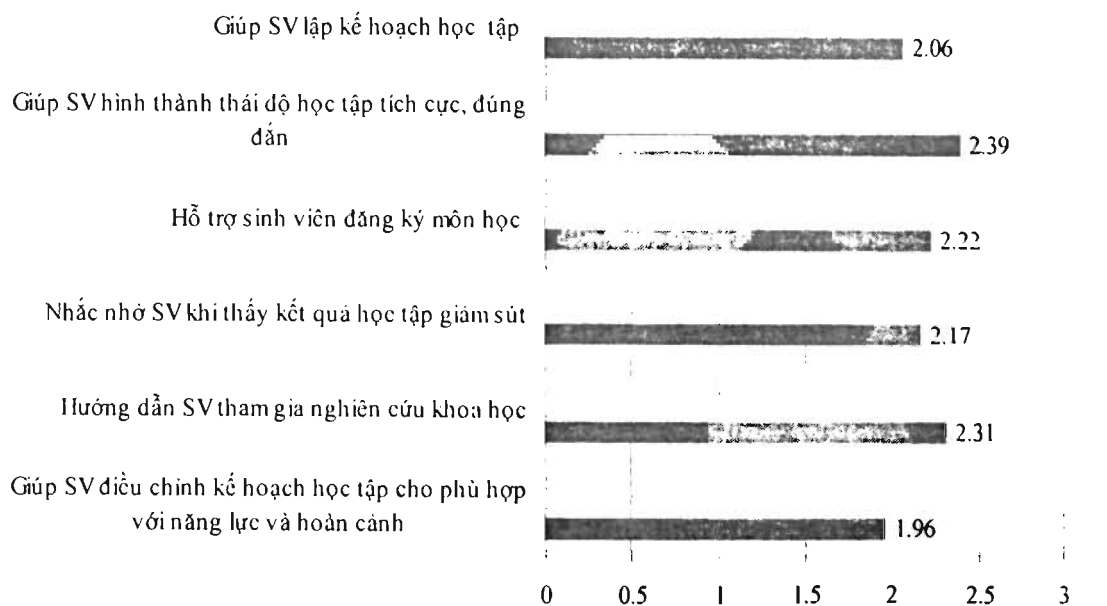 Giúp SV lập kế hoạch học tập
2.06
Giúp SV hình thành thái độ học tập tích cực, đúng
đắn
2.39
Hỗ trợ sinh viên đăng ký môn học
2.22
Nhắc nhở SV khi thấy kết quả học tập giảm sút
2.17
Hướng dẫn SV tham gia nghiên cứu khoa học
2.31
Giúp SV điều chỉnh kế hoạch học tập cho phù hợp
với năng lực và hoàn cảnh
1.96
0 0.5 1 1.5 2 2.5 3